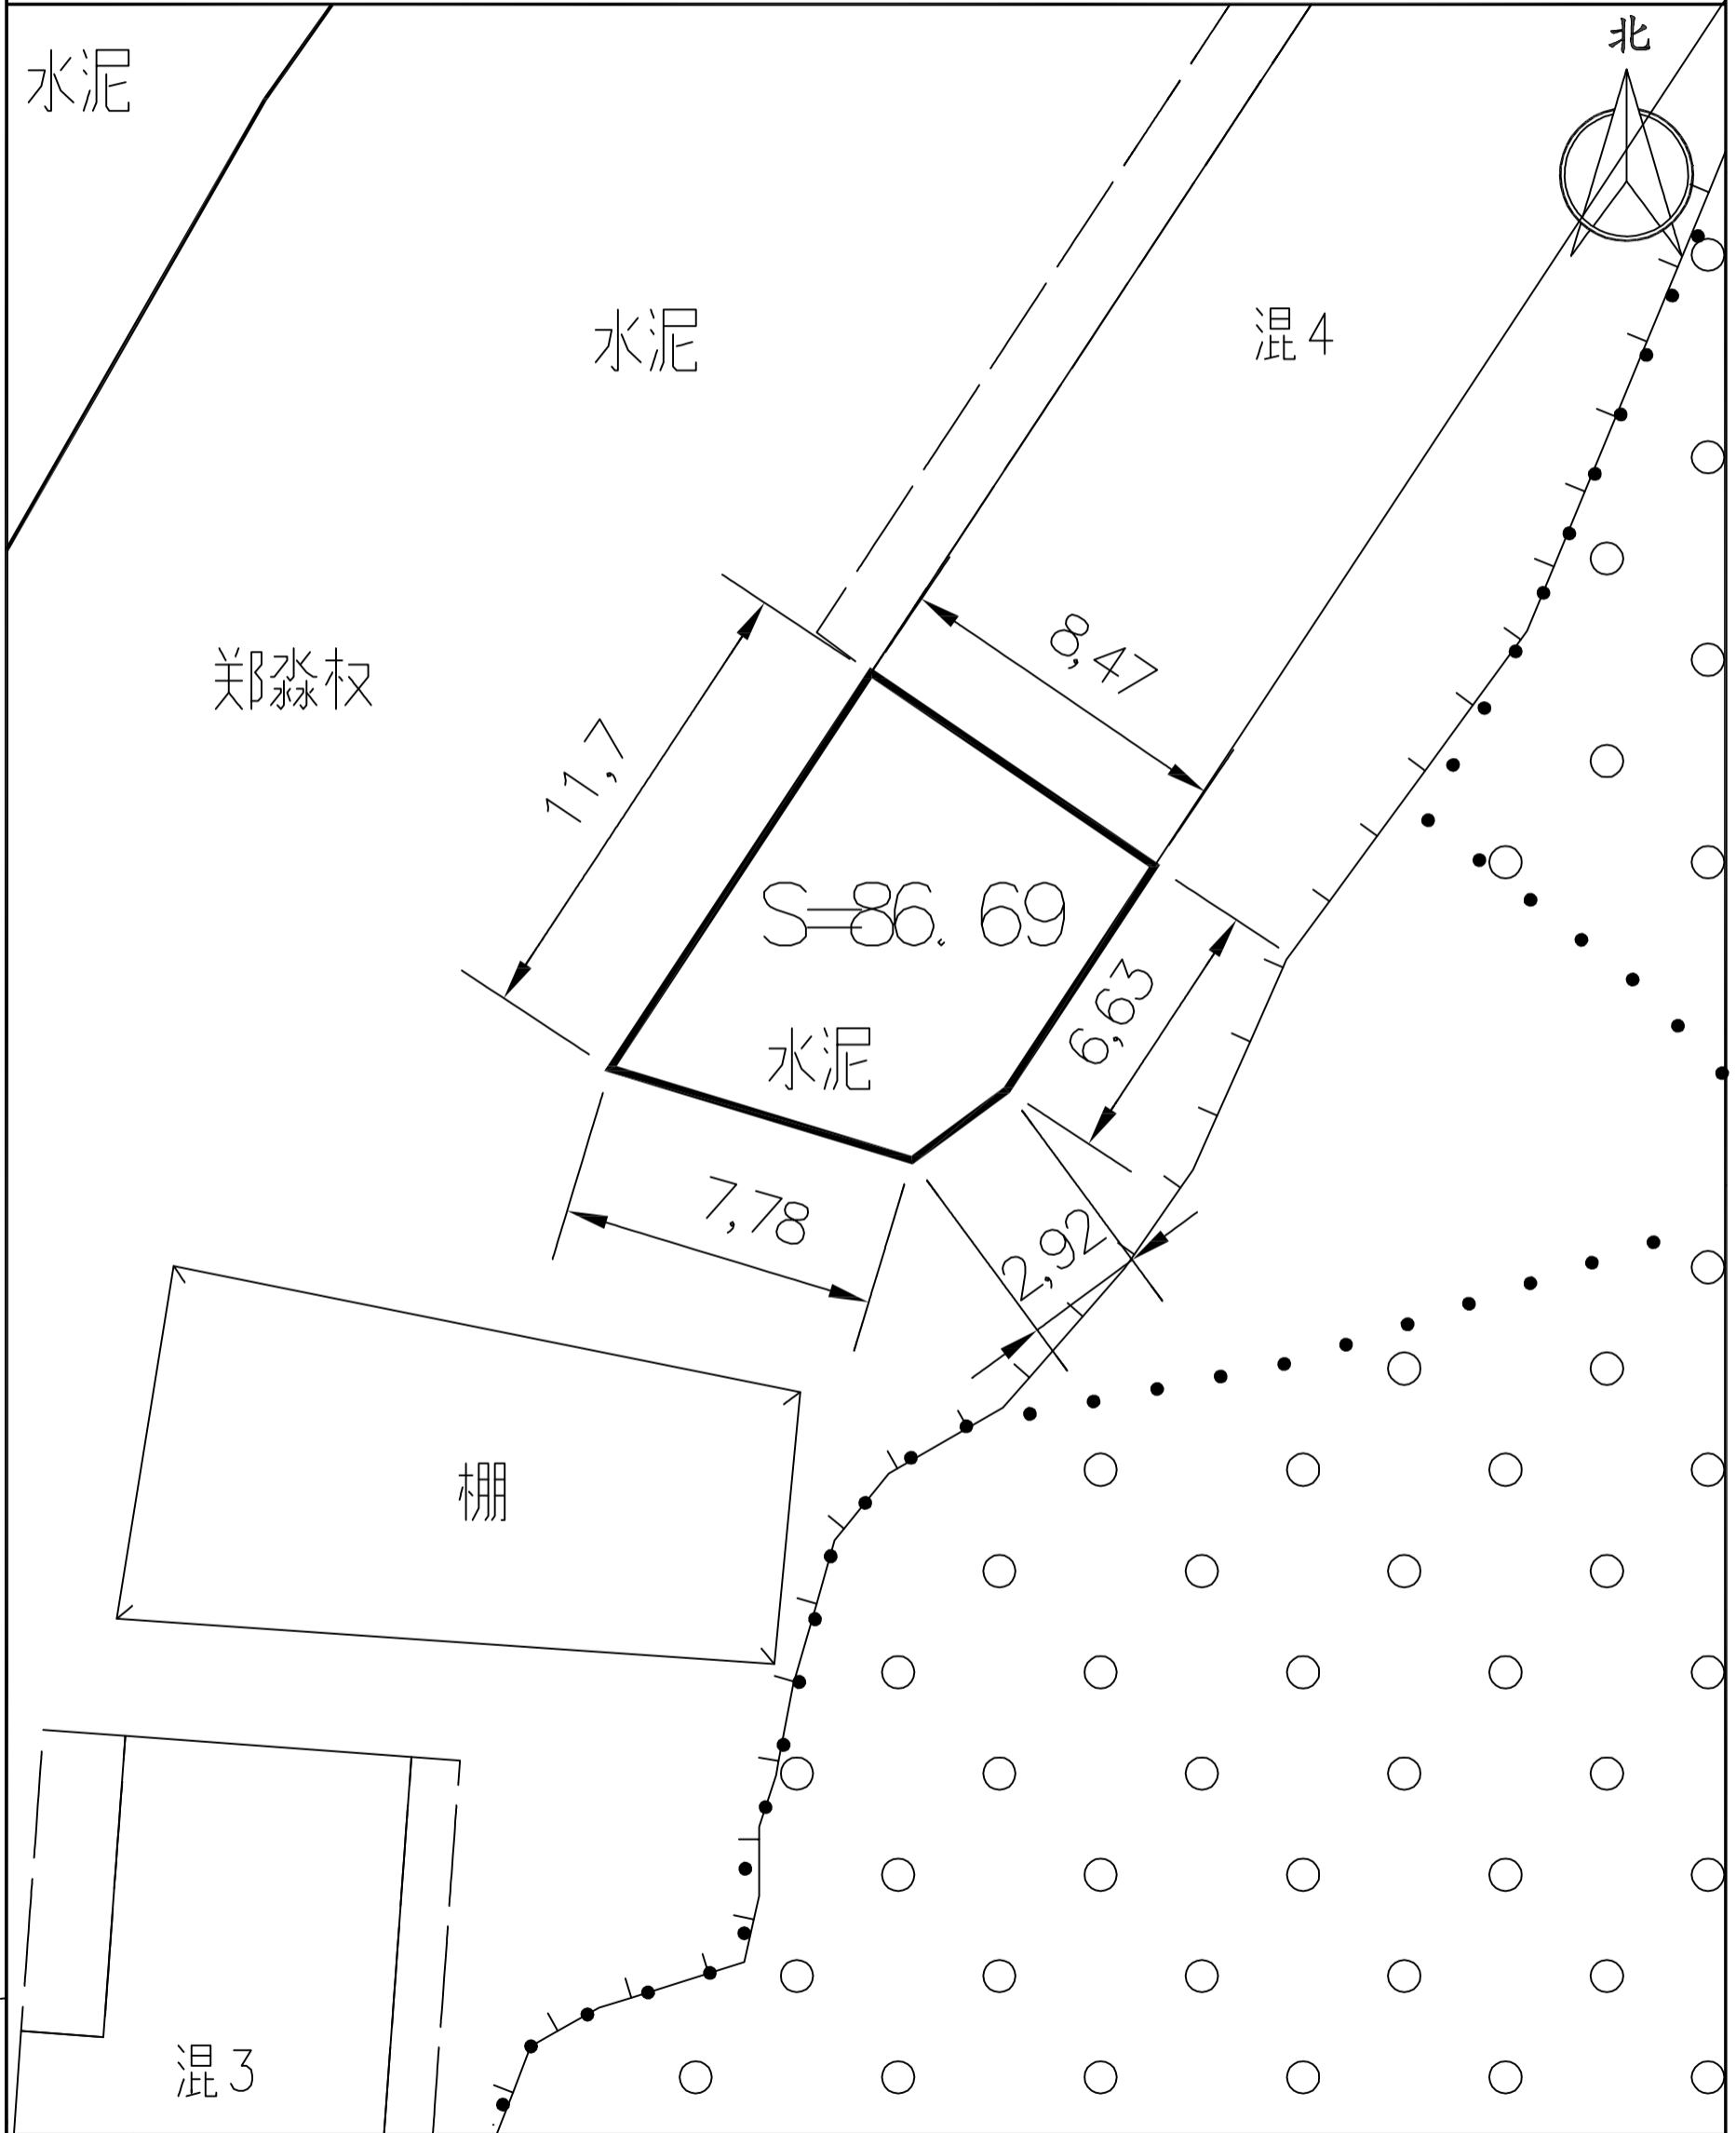 北
水泥
水泥
混4
8,47
郑淼权
11,7
S=86.69
6,63
水泥
7,78
2,92
棚
混3